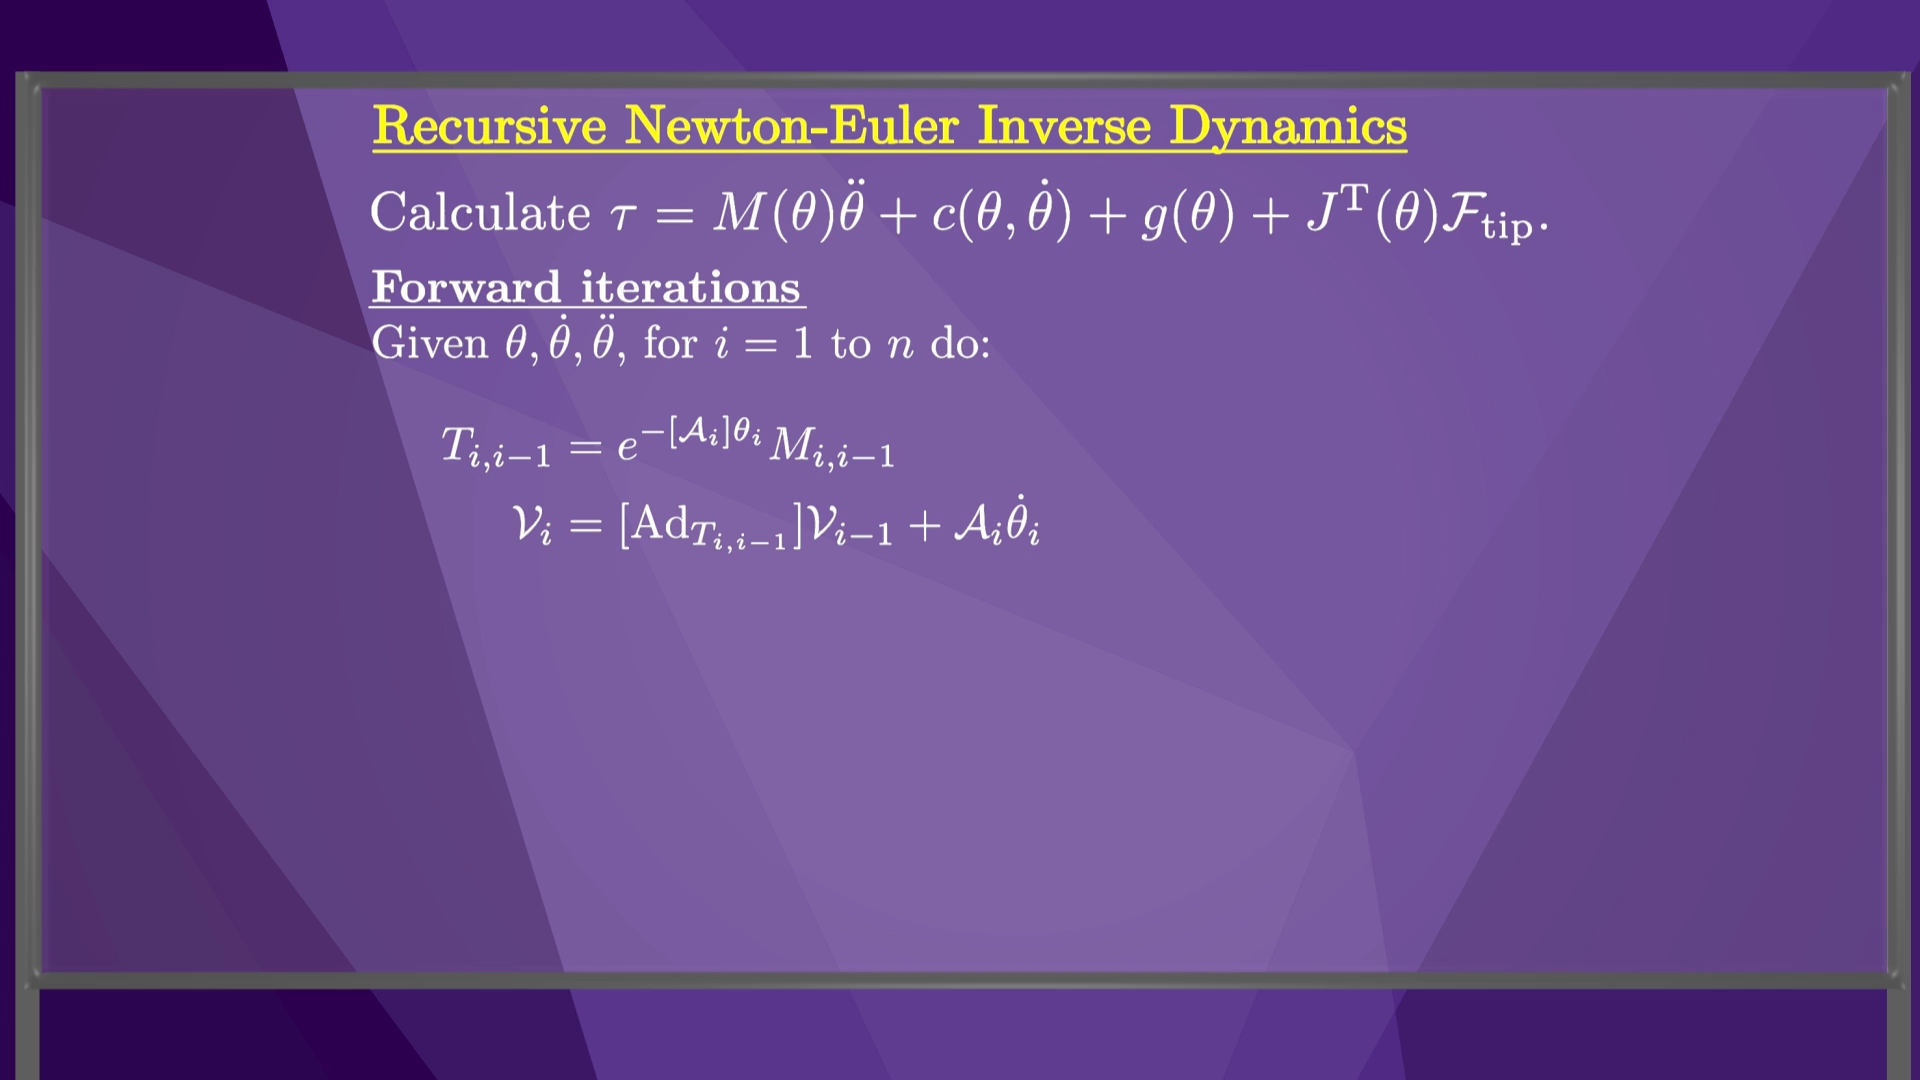 Recursive Newton-Euler Inverse Dynamics
Calculate τ = M(θ)θ̈ + c(θ, θ̇) + g(θ) + Jᵀ(θ)ℱ_tip.
Forward iterations
Given θ, θ̇, θ̈, for i = 1 to n do:
T_{i,i−1} = e^{−[𝒜_i]θ_i} M_{i,i−1}
𝒱_i = [Ad_{T_{i,i−1}}]𝒱_{i−1} + 𝒜_i θ̇_i